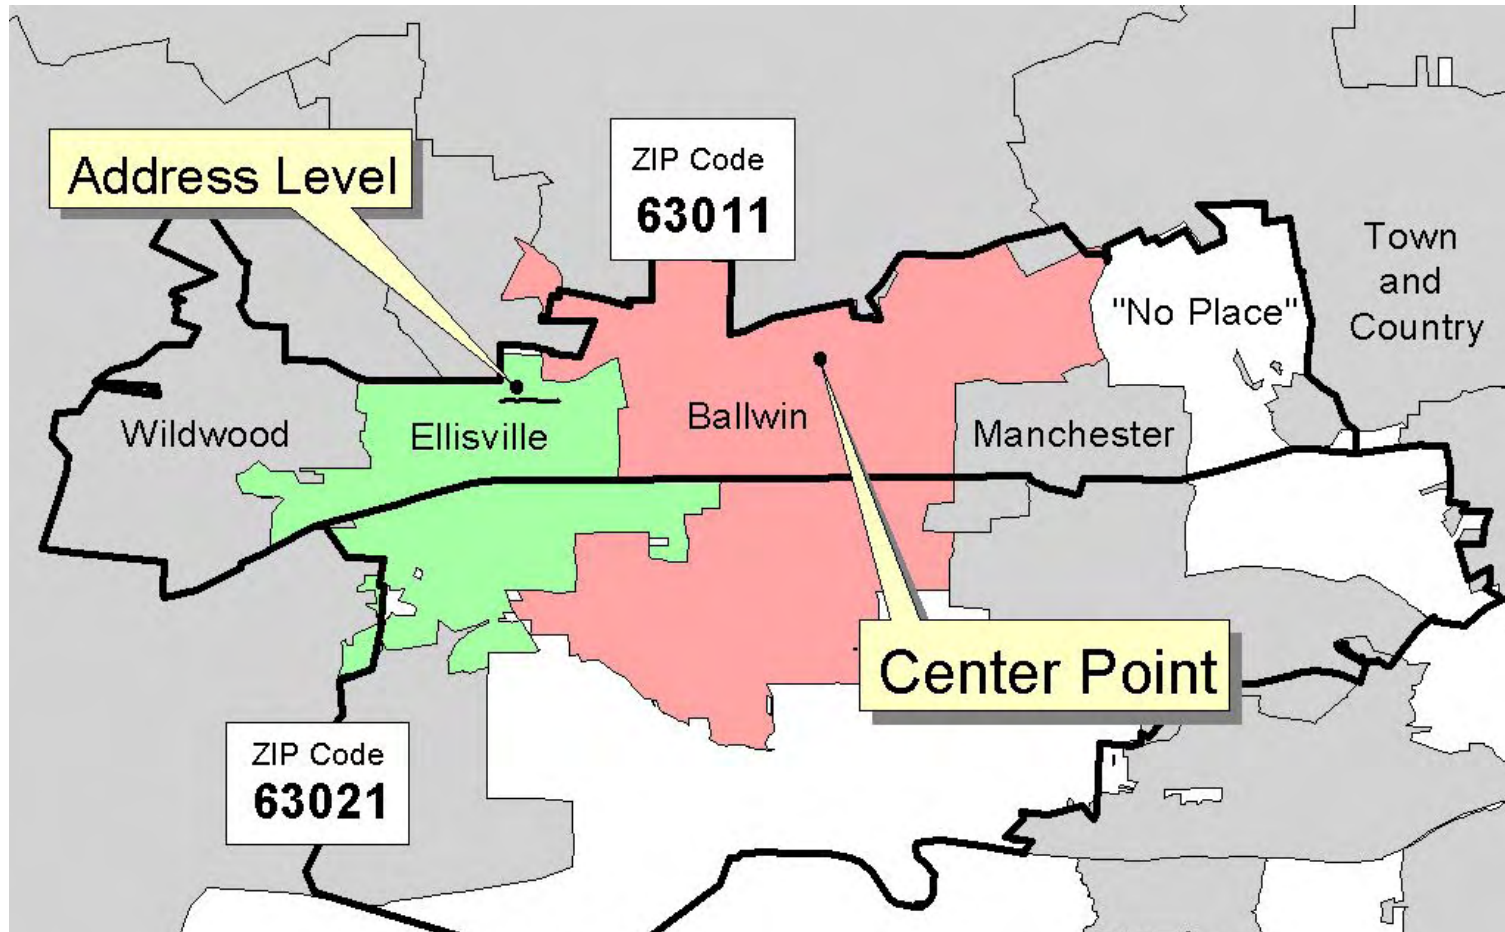 ZIP Code
63011
Address Level
Town
and
Country
"No Place"
Wildwood
Ellisville
Ballwin
Manchester
Center Point
ZIP Code
63021